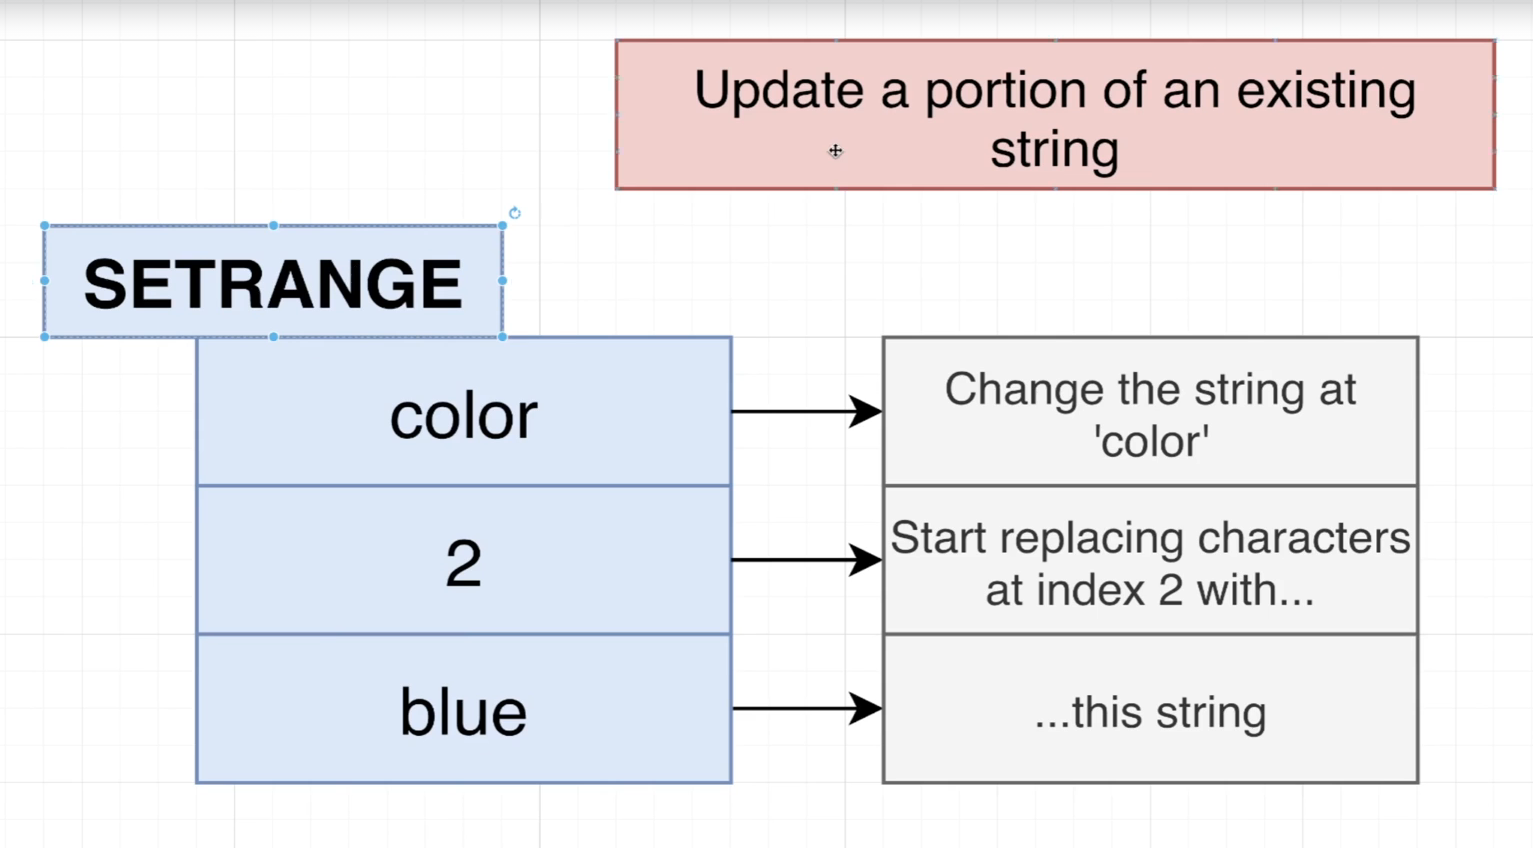 Update a portion of an existing
string
SETRANGE
color
Change the string at
'color'
2
Start replacing characters
at index 2 with...
blue
...this string